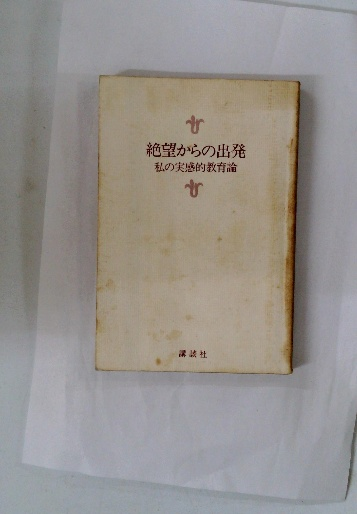 絶望からの出発
私の実感的教育論
講談社